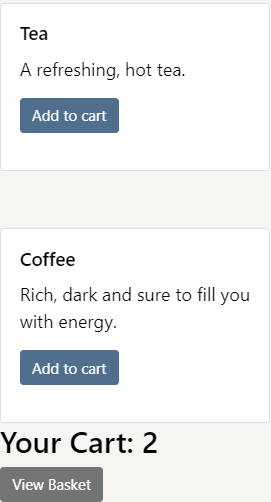 Tea
A refreshing, hot tea.
Add to cart
Coffee
Rich, dark and sure to fill you
with energy.
Add to cart
Your Cart: 2
View Basket